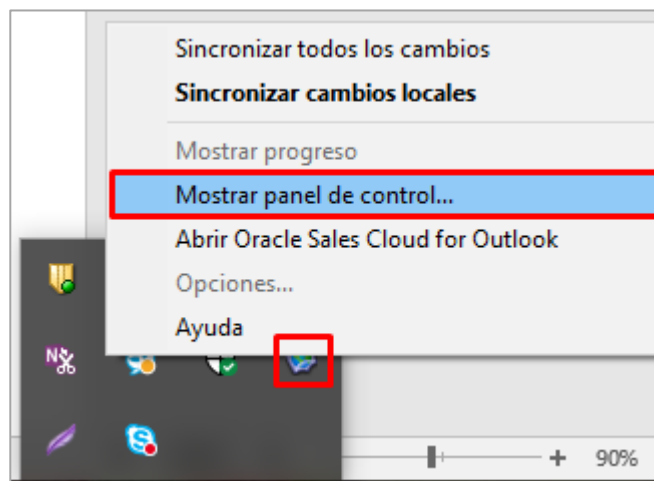 Sincronizar todos los cambios
Sincronizar cambios locales
Mostrar progreso
Mostrar panel de control...
Abrir Oracle Sales Cloud for Outlook
Opciones...
Ayuda
N
S
90%